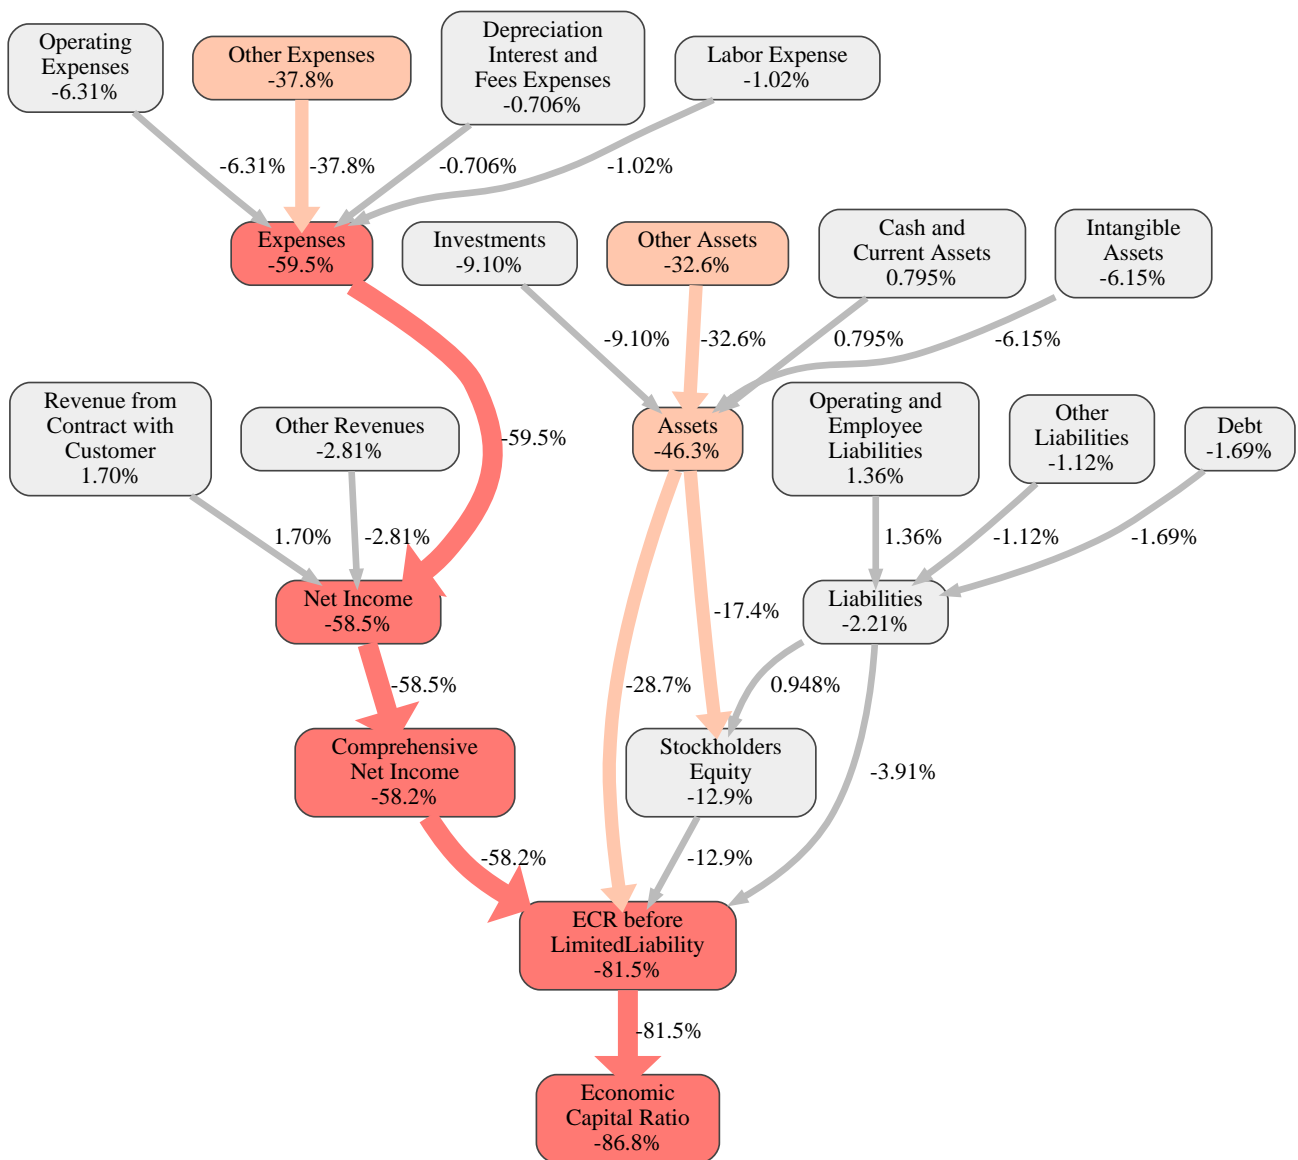 Operating
Expenses
-6.31%
Other Expenses
-37.8%
Depreciation
Interest and
Fees Expenses
-0.706%
Labor Expense
-1.02%
-6.31%
-37.8%
-0.706%
-1.02%
Expenses
-59.5%
Investments
-9.10%
Other Assets
-32.6%
Cash and
Current Assets
0.795%
Intangible
Assets
-6.15%
-9.10%
-32.6%
0.795%
-6.15%
Revenue from
Contract with
Customer
1.70%
Other Revenues
-2.81%
-59.5%
Assets
-46.3%
Operating and
Employee
Liabilities
1.36%
Other
Liabilities
-1.12%
Debt
-1.69%
1.70%
-2.81%
1.36%
-1.12%
-1.69%
Net Income
-58.5%
-17.4%
Liabilities
-2.21%
-58.5%
-28.7%
0.948%
Comprehensive
Net Income
-58.2%
Stockholders
Equity
-12.9%
-3.91%
-58.2%
-12.9%
ECR before
LimitedLiability
-81.5%
-81.5%
Economic
Capital Ratio
-86.8%